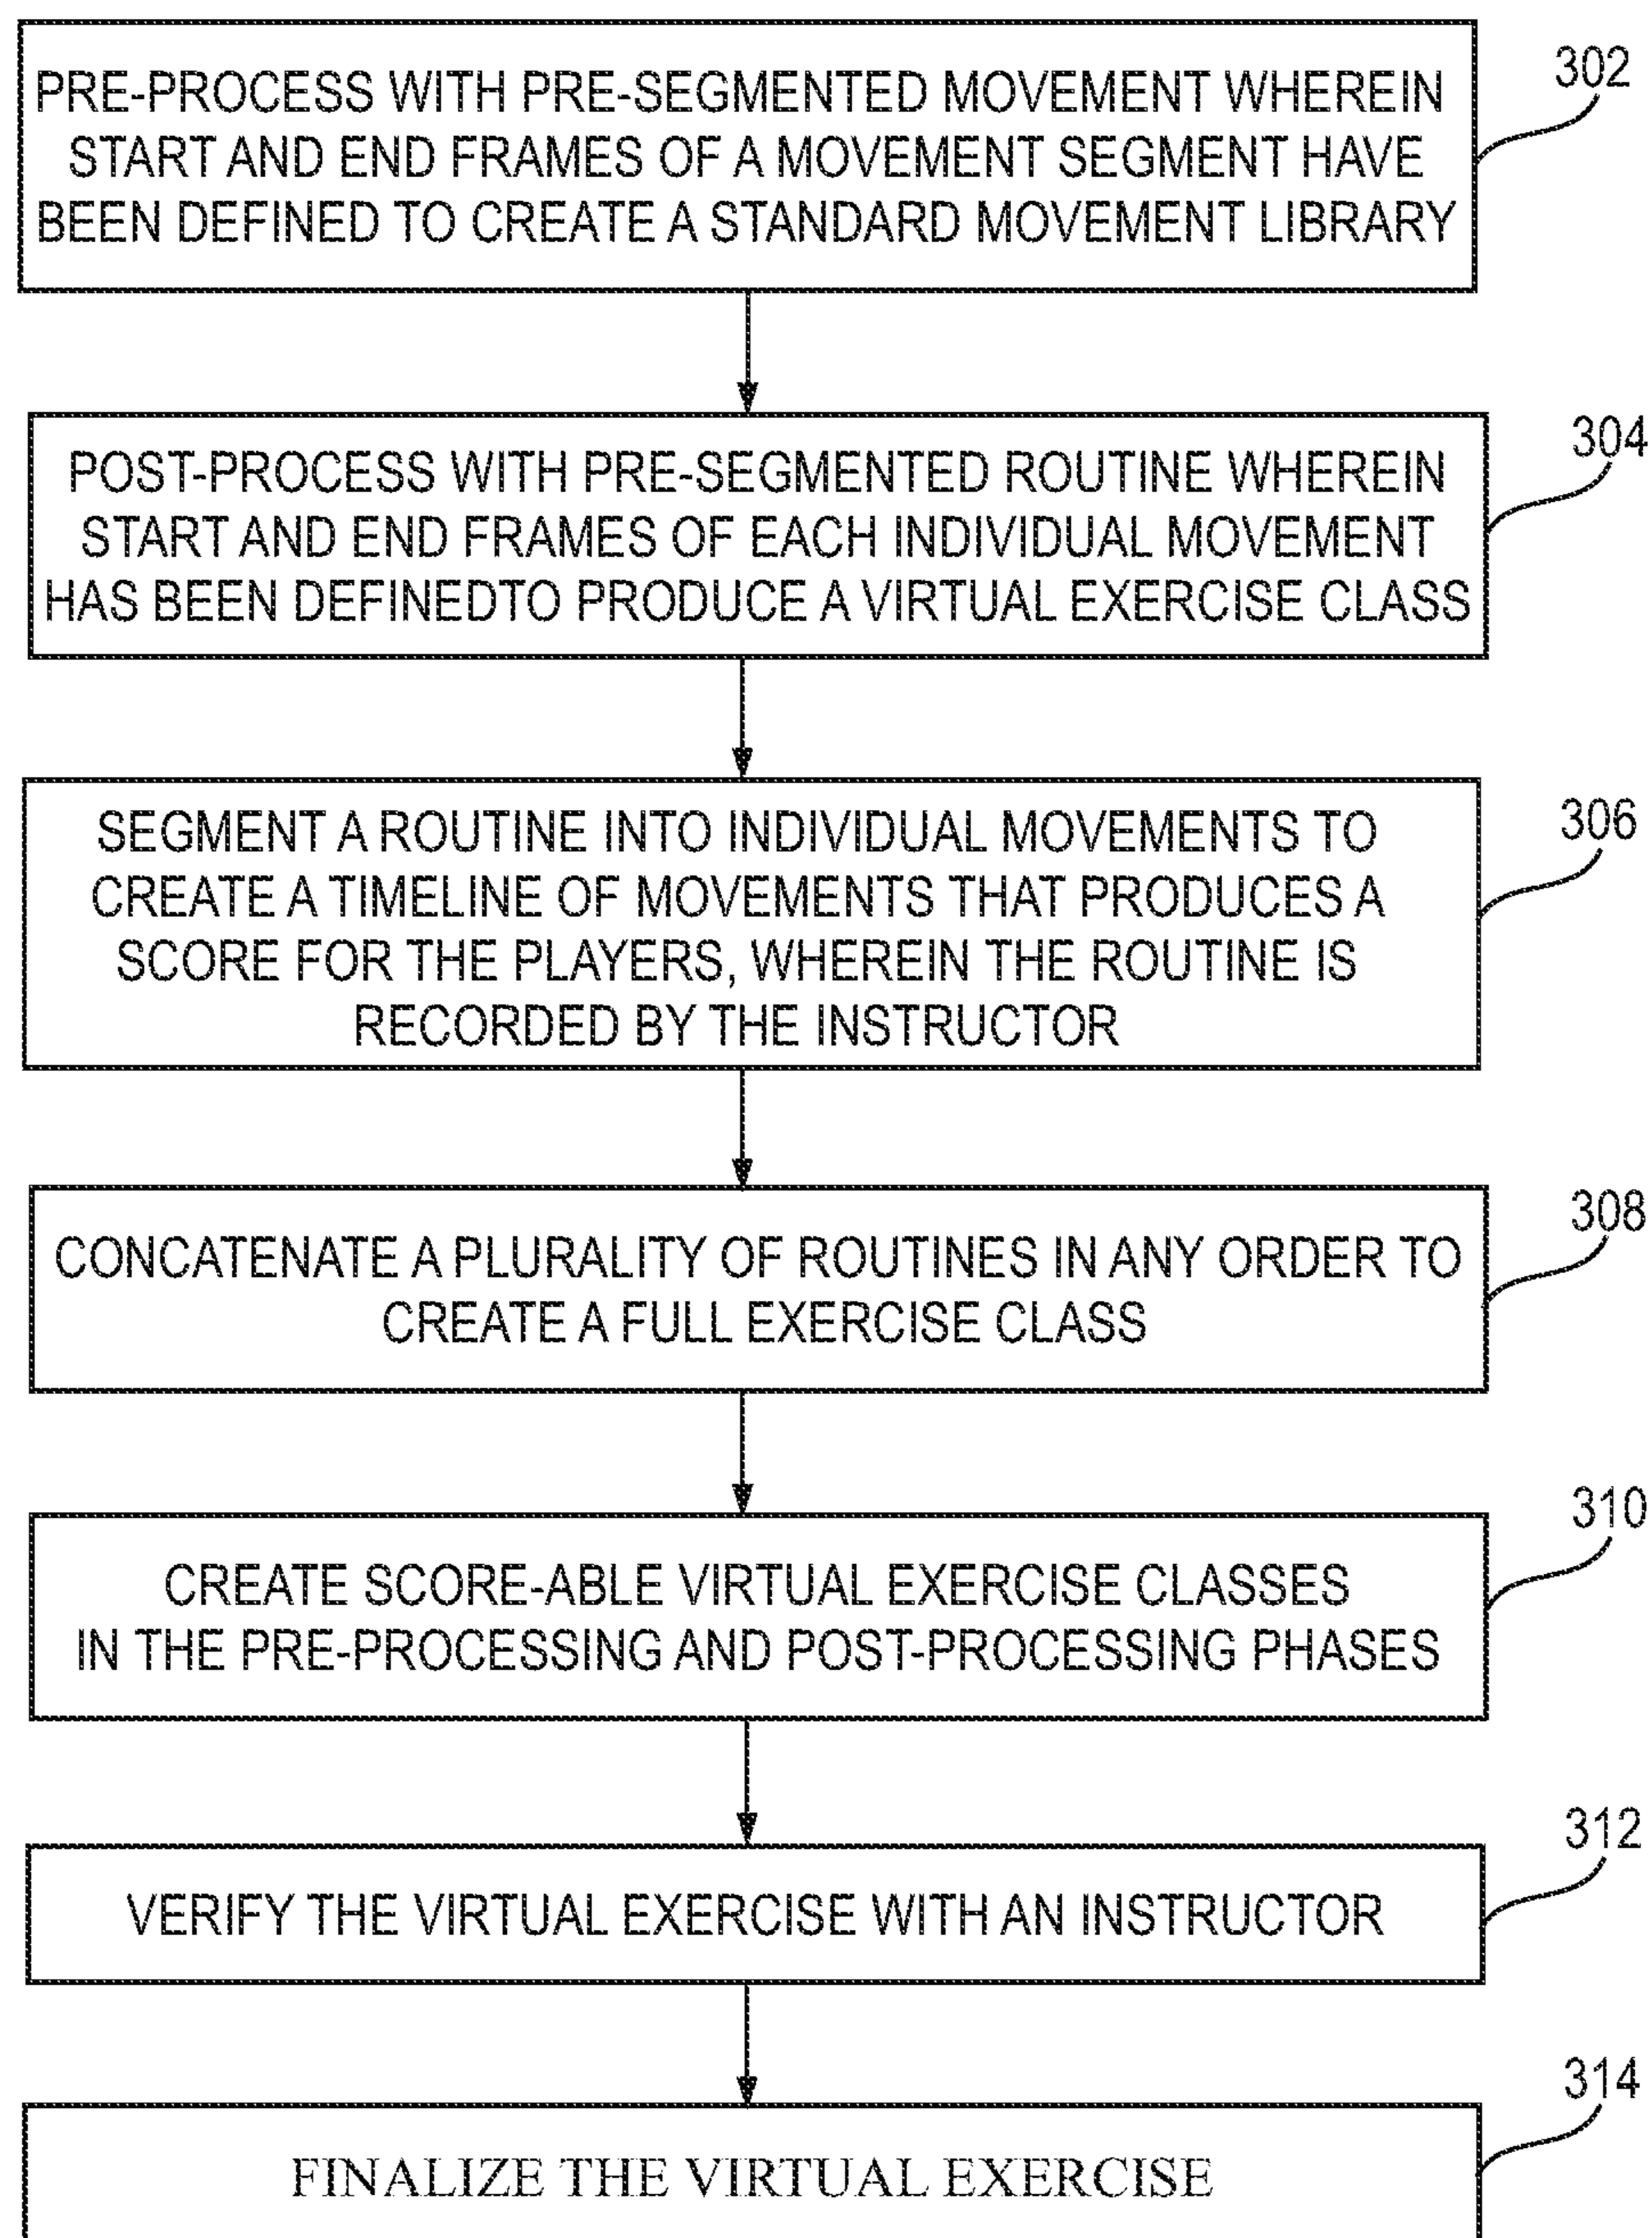 PRE-PROCESS WITH PRE-SEGMENTED MOVEMENT WHEREIN
START AND END FRAMES OF A MOVEMENT SEGMENT HAVE
BEEN DEFINED TO CREATE A STANDARD MOVEMENT LIBRARY
302
POST-PROCESS WITH PRE-SEGMENTED ROUTINE WHEREIN
START AND END FRAMES OF EACH INDIVIDUAL MOVEMENT
HAS BEEN DEFINEDTO PRODUCE A VIRTUAL EXERCISE CLASS
304
SEGMENT A ROUTINE INTO INDIVIDUAL MOVEMENTS TO
CREATE A TIMELINE OF MOVEMENTS THAT PRODUCES A
SCORE FOR THE PLAYERS, WHEREIN THE ROUTINE IS
RECORDED BY THE INSTRUCTOR
306
CONCATENATE A PLURALITY OF ROUTINES IN ANY ORDER TO
CREATE A FULL EXERCISE CLASS
308
CREATE SCORE-ABLE VIRTUAL EXERCISE CLASSES
IN THE PRE-PROCESSING AND POST-PROCESSING PHASES
310
VERIFY THE VIRTUAL EXERCISE WITH AN INSTRUCTOR
312
FINALIZE THE VIRTUAL EXERCISE
314